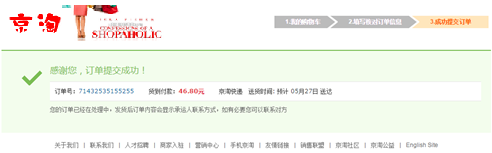 京淘
CONFESSIONS OF A
SHOPAHOLIC
1.我的购物车
2.填写核对订单信息
3.成功提交订单
感谢您，订单提交成功！
订单号：71432535155255 货到付款：46.80元 京淘快递 送货时间: 预计 05月27日 送达
您的订单已经在处理中，发货后订单内容会显示承运人联系方式，如有必要您可以联系对方
关于我们 | 联系我们 | 人才招聘 | 商家入驻 | 营销中心 | 手机京淘 | 友情链接 | 销售联盟 | 京淘社区 | 京淘公益 | English Site